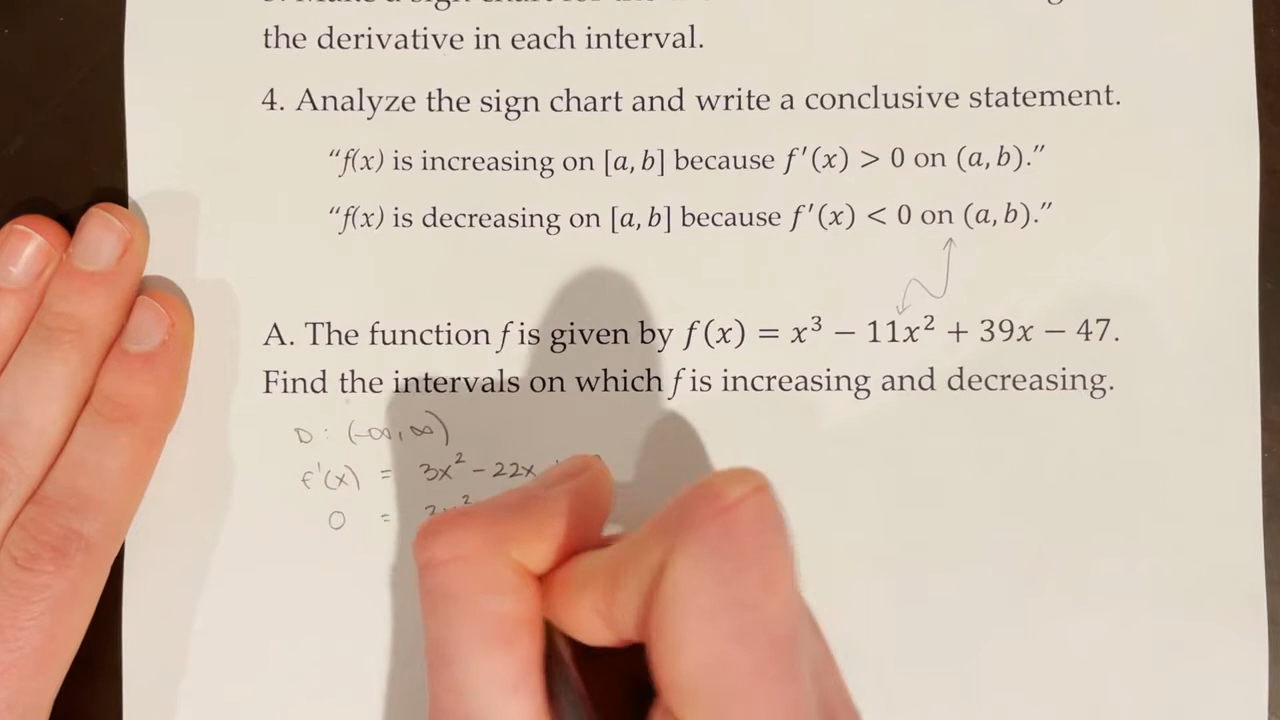 the derivative in each interval.
4. Analyze the sign chart and write a conclusive statement.
“f(x) is increasing on [a, b] because f′(x) > 0 on (a, b).”
“f(x) is decreasing on [a, b] because f′(x) < 0 on (a, b).”
A. The function f is given by f(x) = x³ − 11x² + 39x − 47.
Find the intervals on which f is increasing and decreasing.
D : (-∞, ∞)
f'(x) = 3x² - 22x
0 =